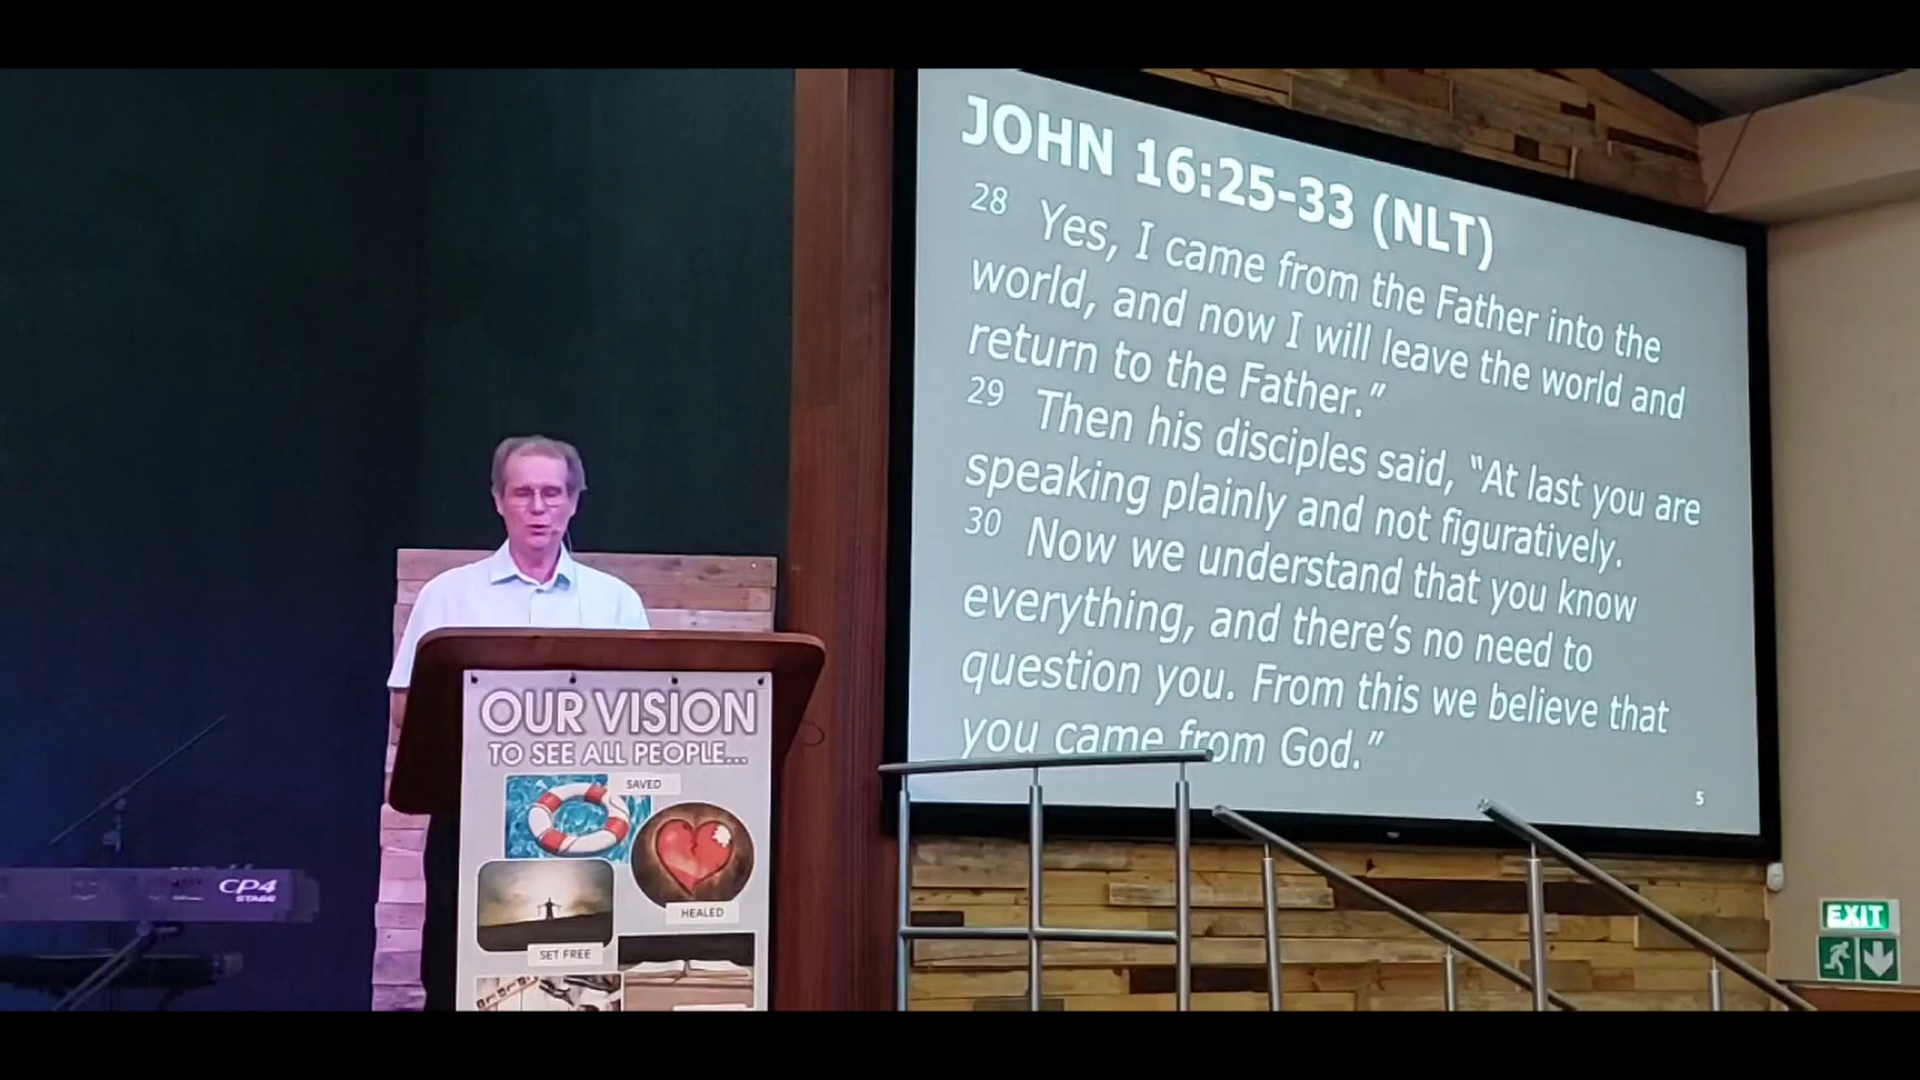 JOHN 16:25-33 (NLT)
28 Yes, I came from the Father into the
world, and now I will leave the world and
return to the Father.”
29 Then his disciples said, “At last you are
speaking plainly and not figuratively.
30 Now we understand that you know
everything, and there’s no need to
question you. From this we believe that
you came from God.”
5
OUR VISION
TO SEE ALL PEOPLE...
SAVED
HEALED
SET FREE
CP4
STAGE
EXIT